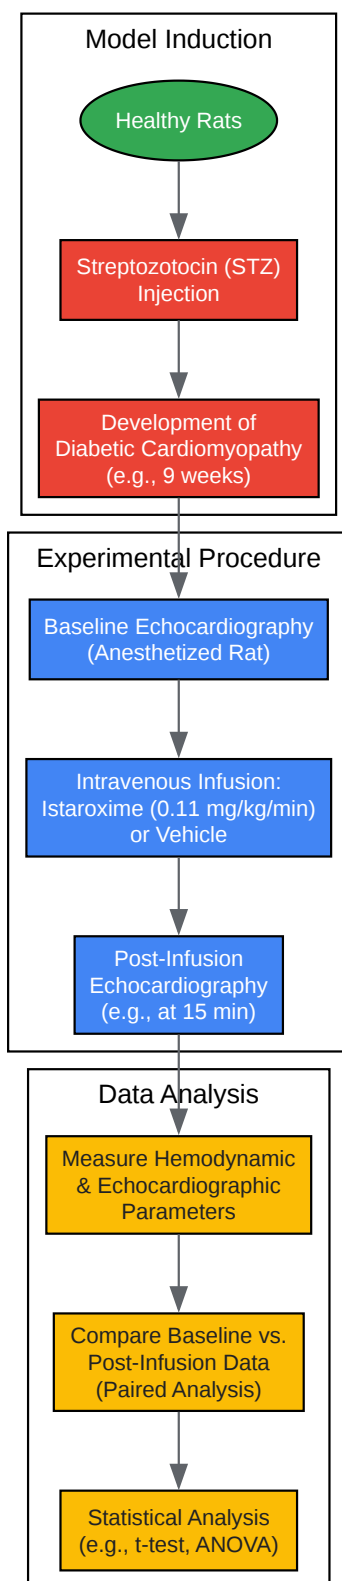 Model Induction
Healthy Rats
Streptozotocin (STZ)
Injection
Development of
Diabetic Cardiomyopathy
(e.g., 9 weeks)
Experimental Procedure
Baseline Echocardiography
(Anesthetized Rat)
Intravenous Infusion:
Istaroxime (0.11 mg/kg/min)
or Vehicle
Post-Infusion
Echocardiography
(e.g., at 15 min)
Data Analysis
Measure Hemodynamic
& Echocardiographic
Parameters
Compare Baseline vs.
Post-Infusion Data
(Paired Analysis)
Statistical Analysis
(e.g., t-test, ANOVA)